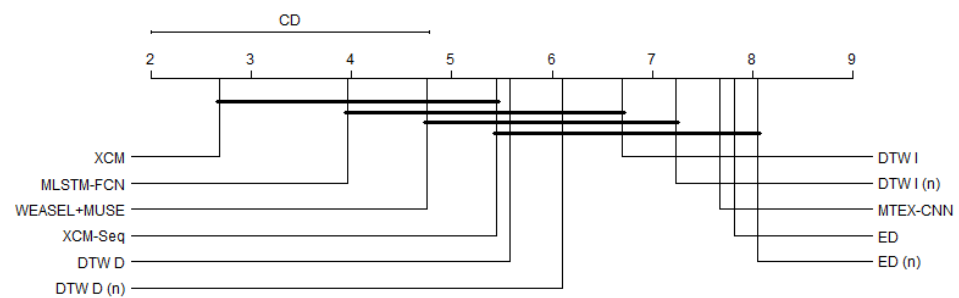 CD
2 3 4 5 6 7 8 9
XCM
MLSTM-FCN
WEASEL+MUSE
XCM-Seq
DTW D
DTW D (n)
DTW I
DTW I (n)
MTEX-CNN
ED
ED (n)